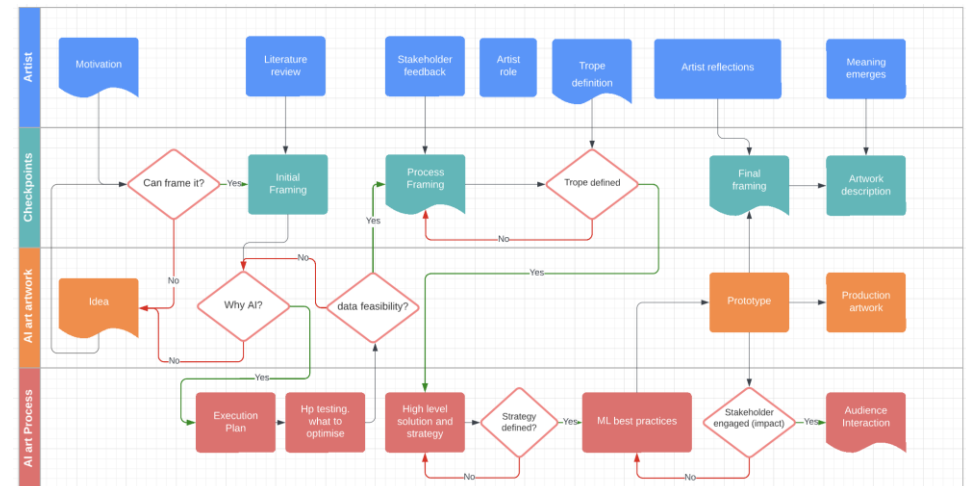 Artist
Motivation
Literature
review
Stakeholder
feedback
Artist
role
Trope
definition
Artist reflections
Meaning
emerges
Checkpoints
Can frame it?
Yes
Initial
Framing
Process
Framing
Trope defined
Final
framing
Artwork
description
Yes
No
No
No
Yes
AI art artwork
Idea
Why AI?
data feasibility?
Prototype
Production
artwork
No
Yes
AI art Process
Execution
Plan
Hp testing.
what to
optimise
High level
solution and
strategy
Strategy
defined?
Yes
ML best practices
Stakeholder
engaged (impact)
Yes
Audience
Interaction
No
No